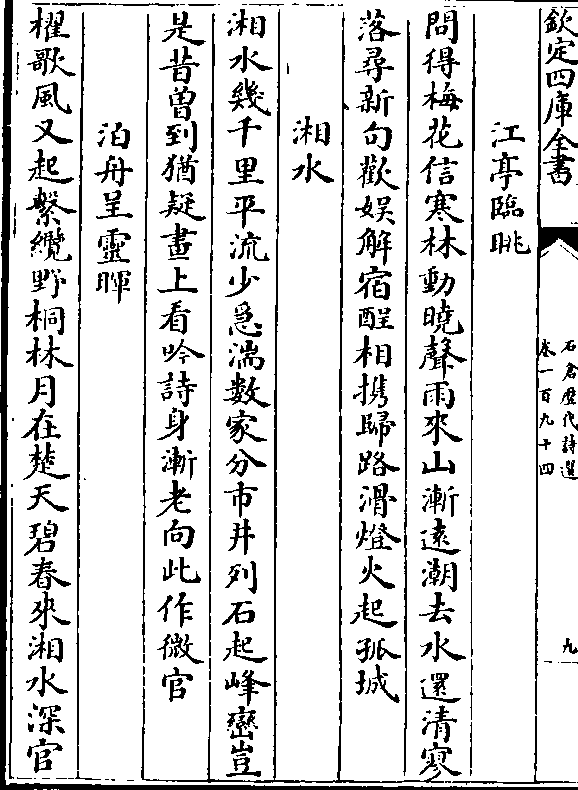 欽定四庫全書
石倉歷代詩選
卷一百九十四
九
江亭臨眺
問得梅花信寒林動曉聲雨來山漸遠潮去水還清寥
落尋新句歡娛解宿酲相携歸路滑燈火起孤城
湘水
湘水幾千里平流少急湍數家分市井列石起峰巒豈
是昔曾到猶疑畫上看吟詩身漸老向此作微官
泊舟呈靈暉
櫂歌風又起繫纜野桐林月在楚天碧春來湘水深官